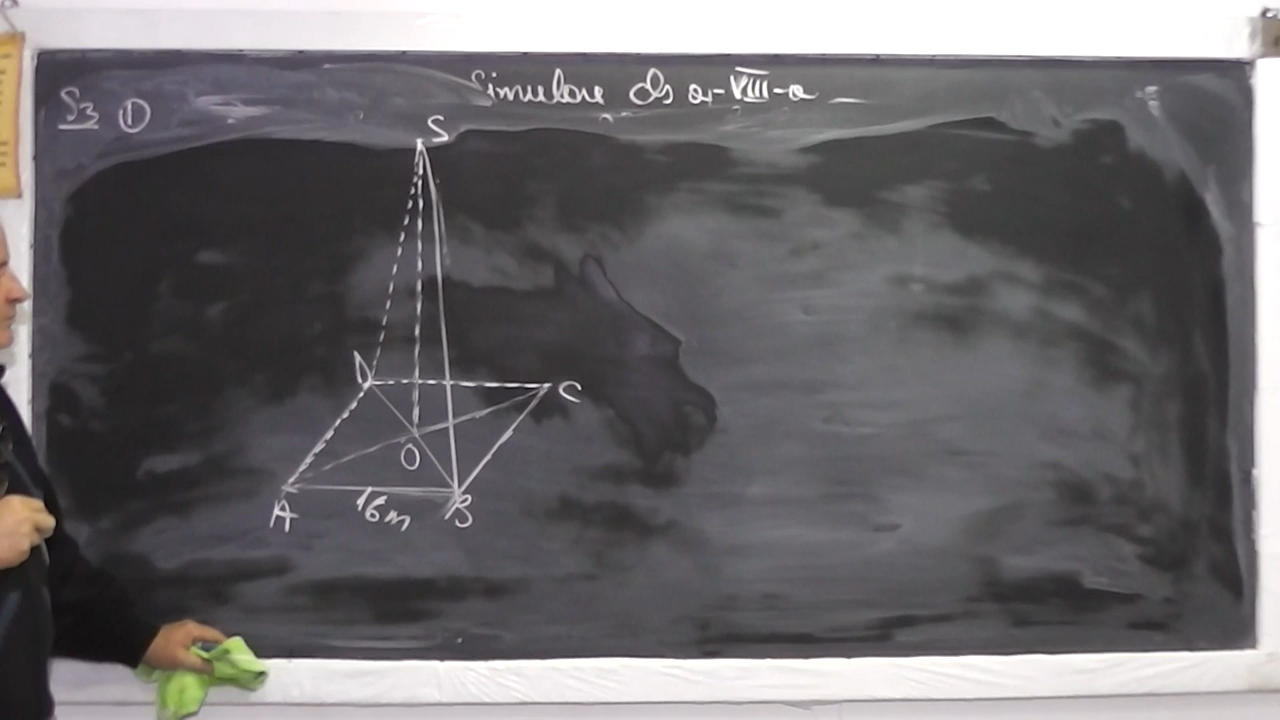 Simulare cls a-VIII-a
S3 ①
S
D
C
O
A 16m B